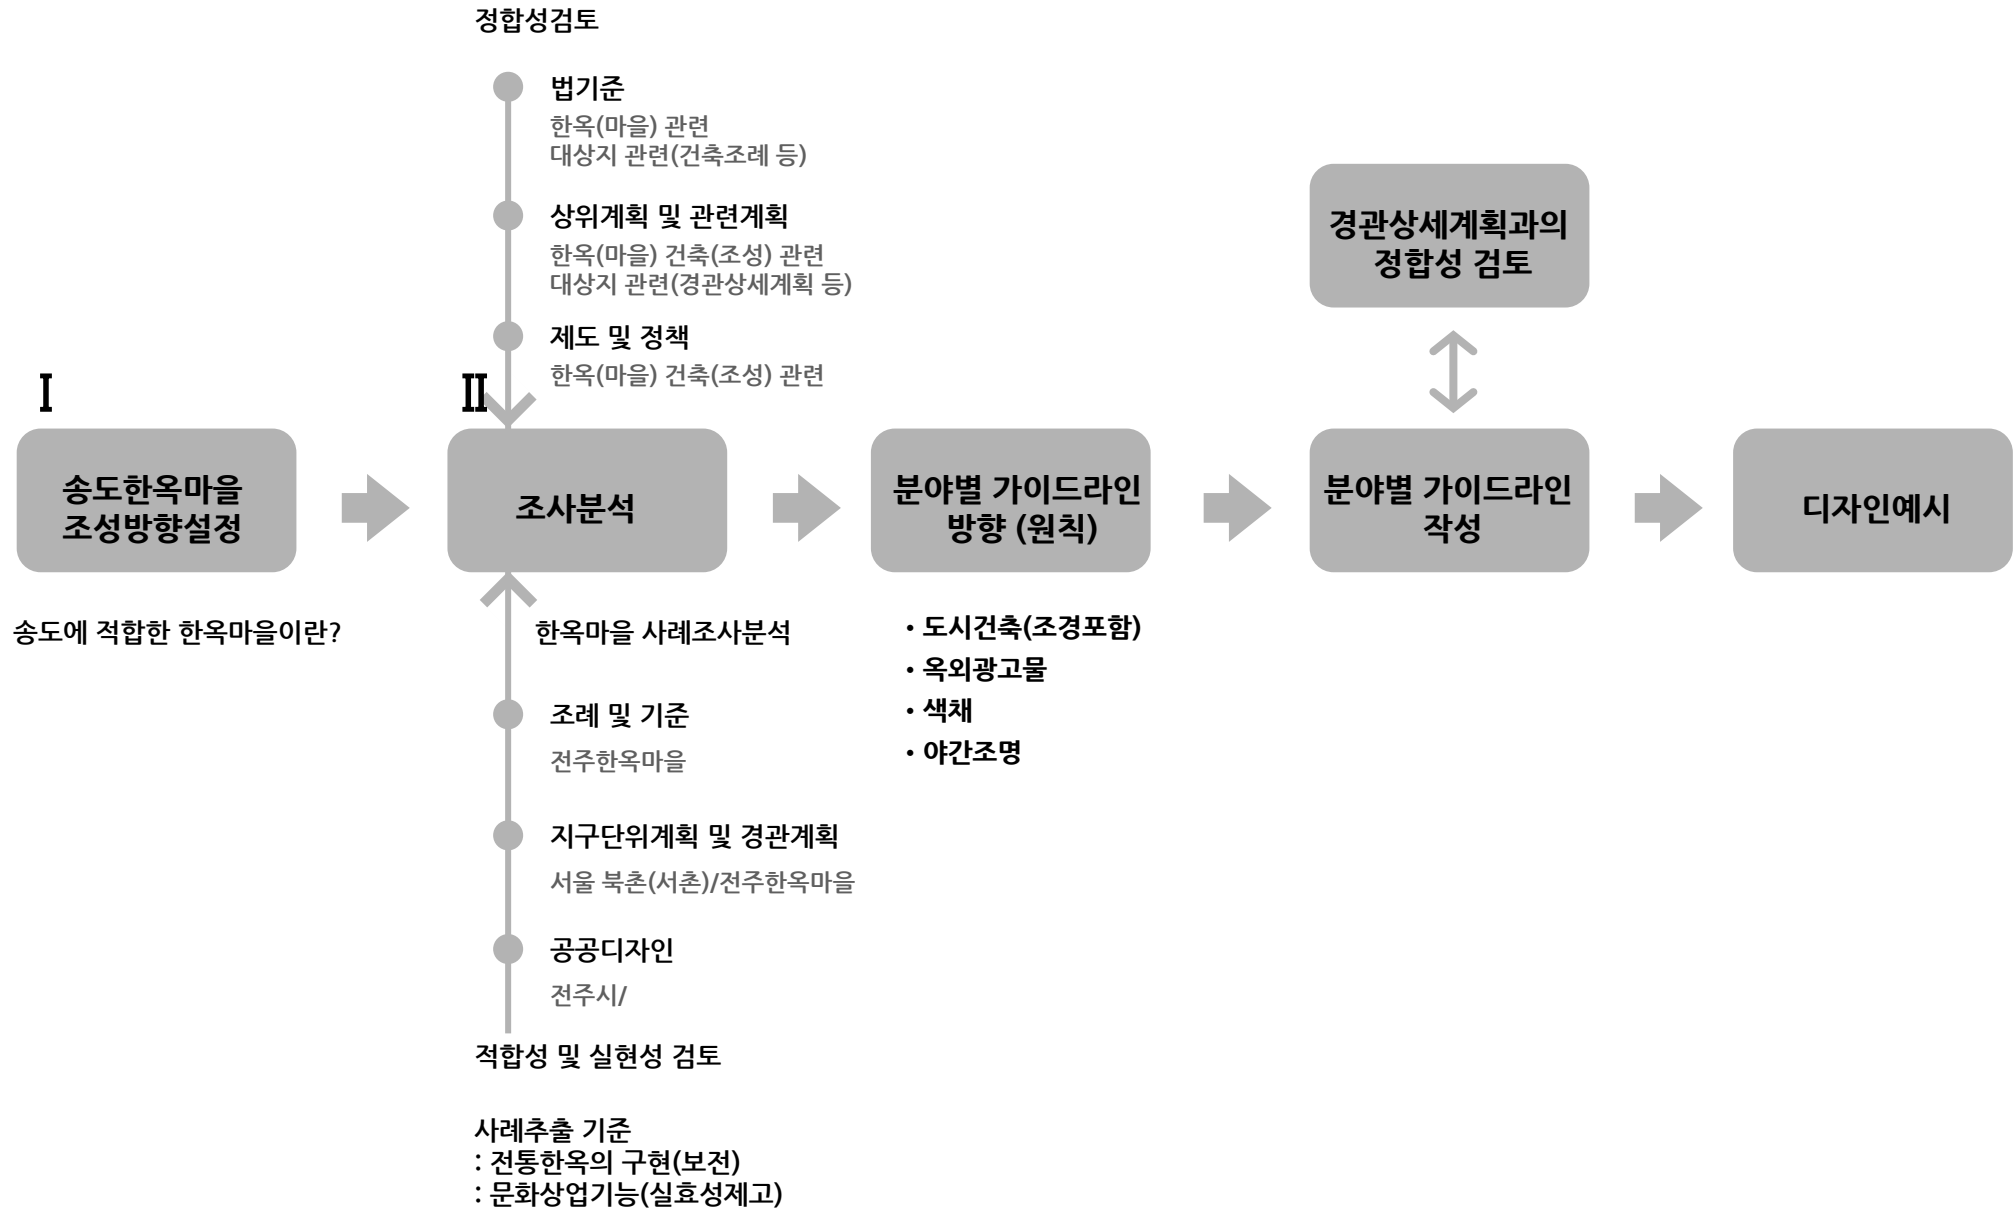 정합성검토
법기준
한옥(마을) 관련
대상지 관련(건축조례 등)
상위계획 및 관련계획
한옥(마을) 건축(조성) 관련
대상지 관련(경관상세계획 등)
제도 및 정책
한옥(마을) 건축(조성) 관련
경관상세계획과의
정합성 검토
I
II
송도한옥마을
조성방향설정
조사분석
분야별 가이드라인
방향 (원칙)
분야별 가이드라인
작성
디자인예시
송도에 적합한 한옥마을이란?
한옥마을 사례조사분석
조례 및 기준
전주한옥마을
지구단위계획 및 경관계획
서울 북촌(서촌)/전주한옥마을
공공디자인
전주시/
적합성 및 실현성 검토
사례추출 기준
: 전통한옥의 구현(보전)
: 문화상업기능(실효성제고)
• 도시건축(조경포함)
• 옥외광고물
• 색채
• 야간조명